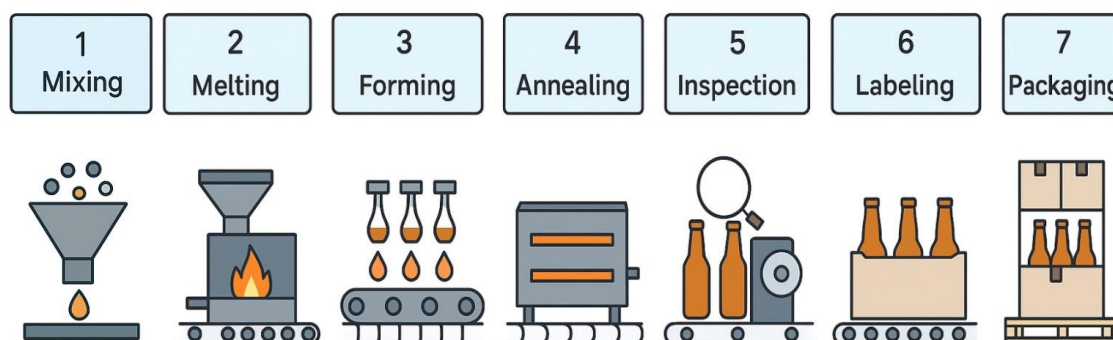 1
Mixing
2
Melting
3
Forming
4
Annealing
5
Inspection
6
Labeling
7
Packaging